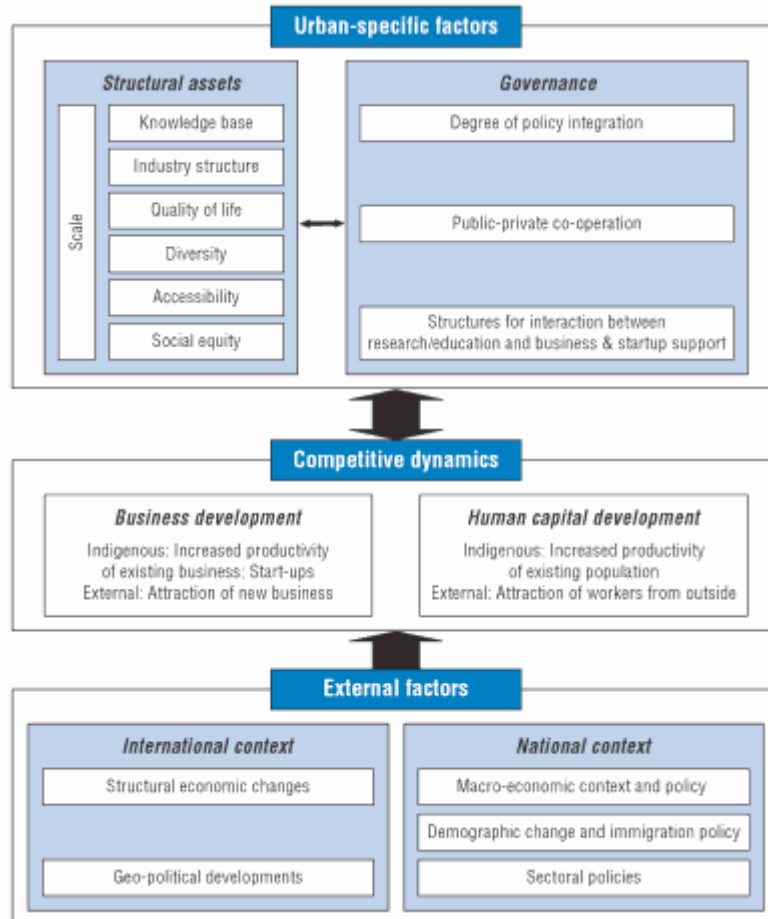 Urban-specific factors
Structural assets
Scale
Knowledge base
Industry structure
Quality of life
Diversity
Accessibility
Social equity
Governance
Degree of policy integration
Public-private co-operation
Structures for interaction between
research/education and business & startup support
Competitive dynamics
Business development
Indigenous: Increased productivity
of existing business; Start-ups
External: Attraction of new business
Human capital development
Indigenous: Increased productivity
of existing population
External: Attraction of workers from outside
External factors
International context
Structural economic changes
Geo-political developments
National context
Macro-economic context and policy
Demographic change and immigration policy
Sectoral policies